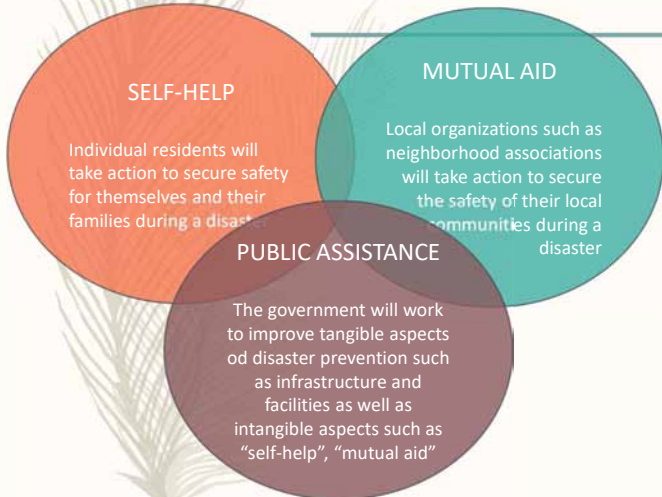 SELF-HELP
Individual residents will
take action to secure safety
for themselves and their
families during a disaster
MUTUAL AID
Local organizations such as
neighborhood associations
will take action to secure
the safety of their local
communities during a
disaster
PUBLIC ASSISTANCE
The government will work
to improve tangible aspects
od disaster prevention such
as infrastructure and
facilities as well as
intangible aspects such as
“self-help”, “mutual aid”